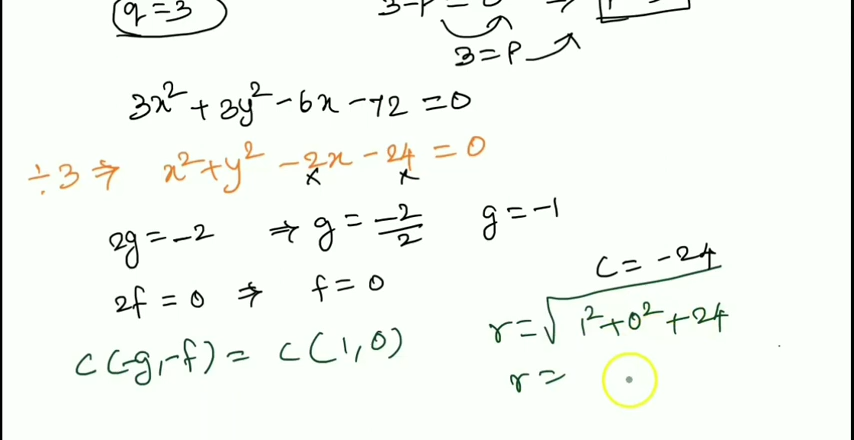 q = 3
3 = P
3x² + 3y² - 6x - 72 = 0
÷3 ⇒ x² + y² - 2x - 24 = 0
2g = -2 ⇒ g = -2/2 g = -1
c = -24
2f = 0 ⇒ f = 0
r = √1² + 0² + 24
C(-g, -f) = C(1, 0)
r =